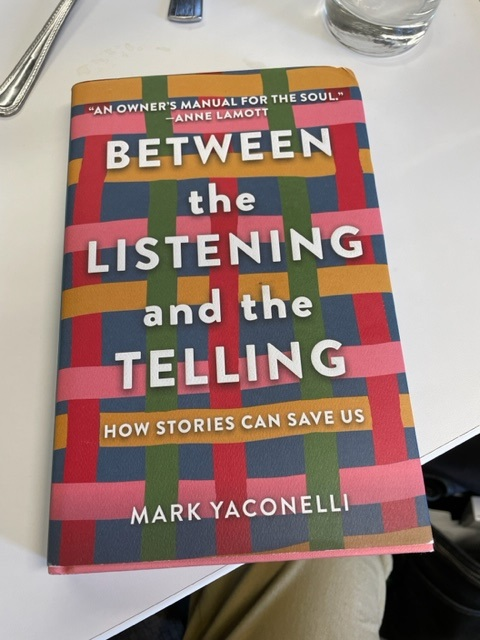 "AN OWNER'S MANUAL FOR THE SOUL."
—ANNE LAMOTT
BETWEEN
the
LISTENING
and the
TELLING
HOW STORIES CAN SAVE US
MARK YACONELLI